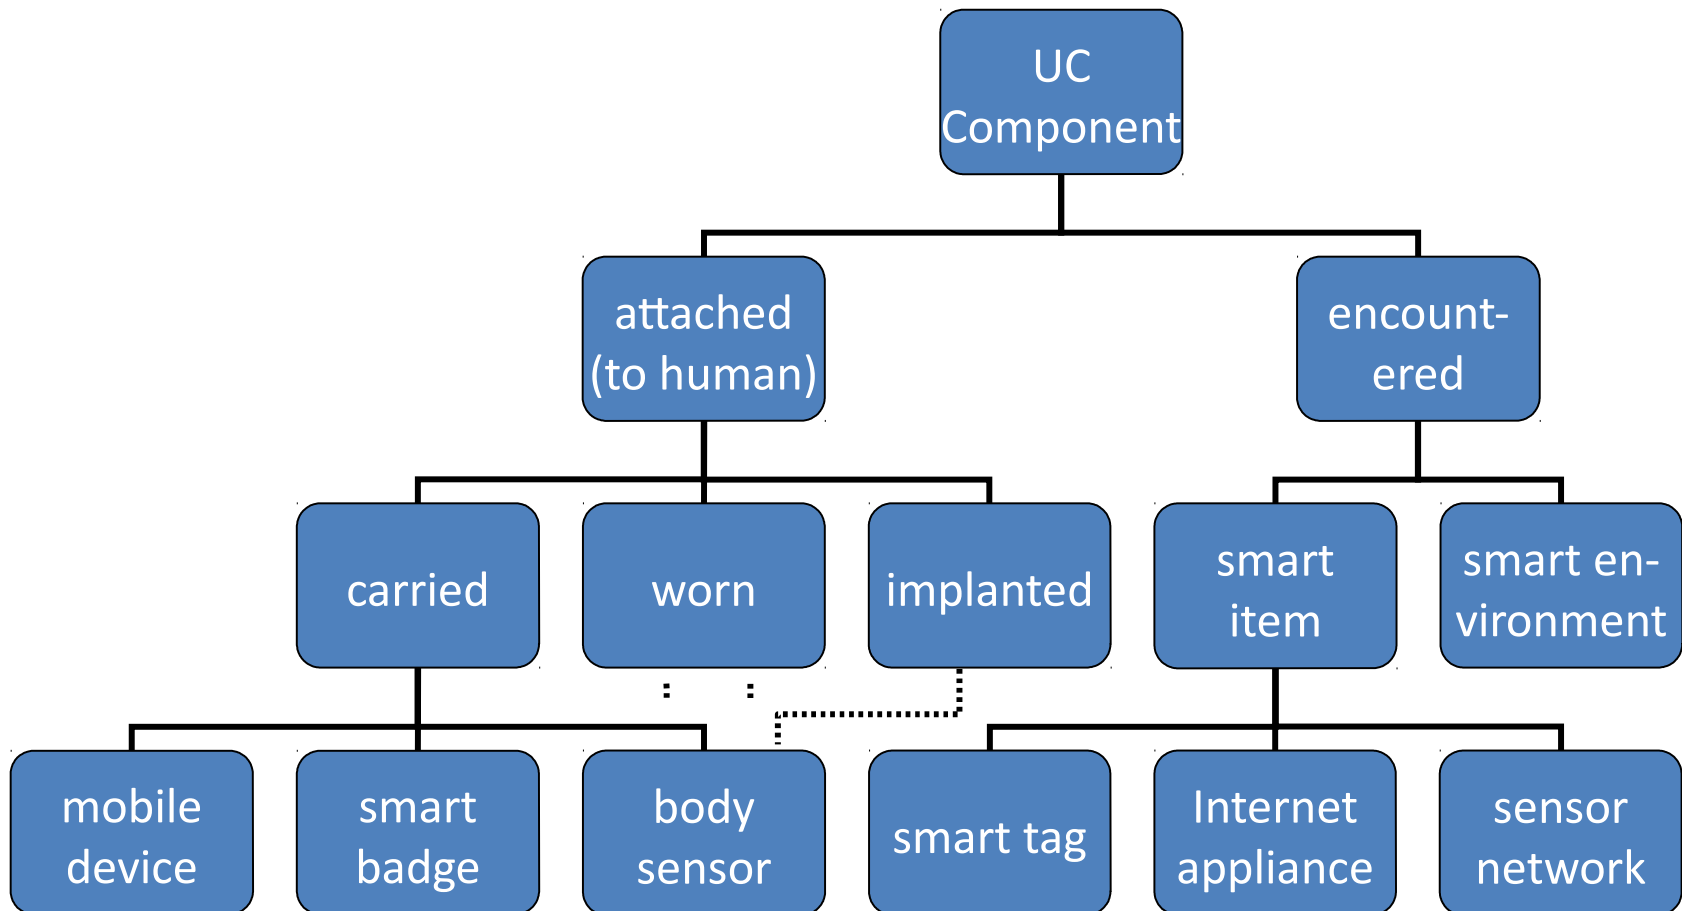 UC
Component
attached
(to human)
encount-
ered
carried
worn
implanted
smart
item
smart en-
vironment
mobile
device
smart
badge
body
sensor
smart tag
Internet
appliance
sensor
network